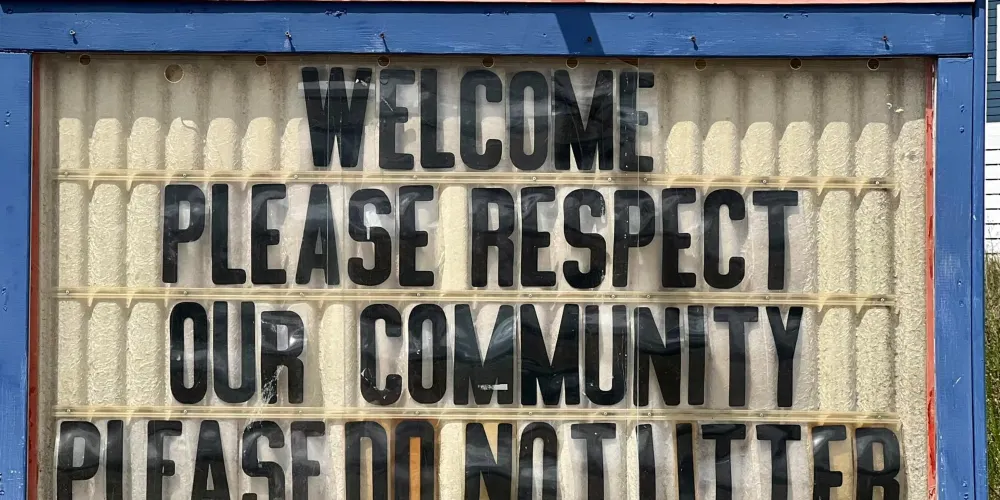 WELCOME
PLEASE RESPECT
OUR COMMUNITY
PLEASE DO NOT LITTER